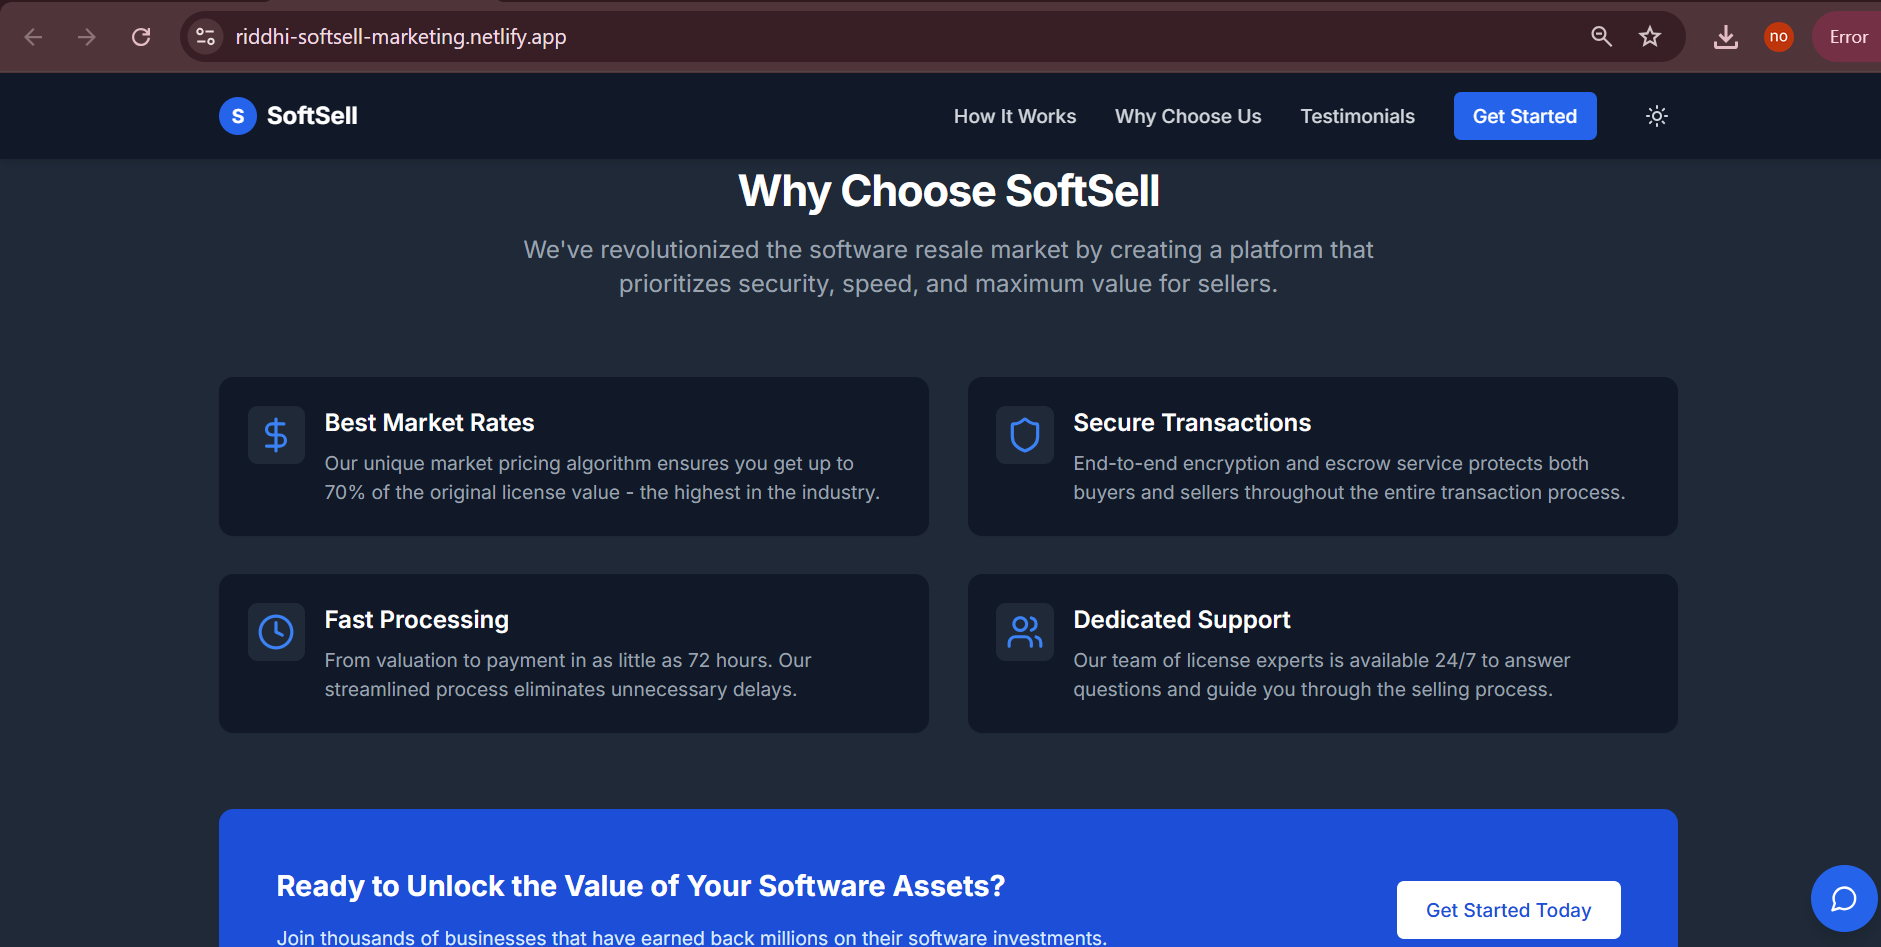 riddhi-softsell-marketing.netlify.app
no
Error
S
SoftSell
How It Works
Why Choose Us
Testimonials
Get Started
Why Choose SoftSell
We've revolutionized the software resale market by creating a platform that
prioritizes security, speed, and maximum value for sellers.
Best Market Rates
Our unique market pricing algorithm ensures you get up to
70% of the original license value - the highest in the industry.
Secure Transactions
End-to-end encryption and escrow service protects both
buyers and sellers throughout the entire transaction process.
Fast Processing
From valuation to payment in as little as 72 hours. Our
streamlined process eliminates unnecessary delays.
Dedicated Support
Our team of license experts is available 24/7 to answer
questions and guide you through the selling process.
Ready to Unlock the Value of Your Software Assets?
Join thousands of businesses that have earned back millions on their software investments.
Get Started Today